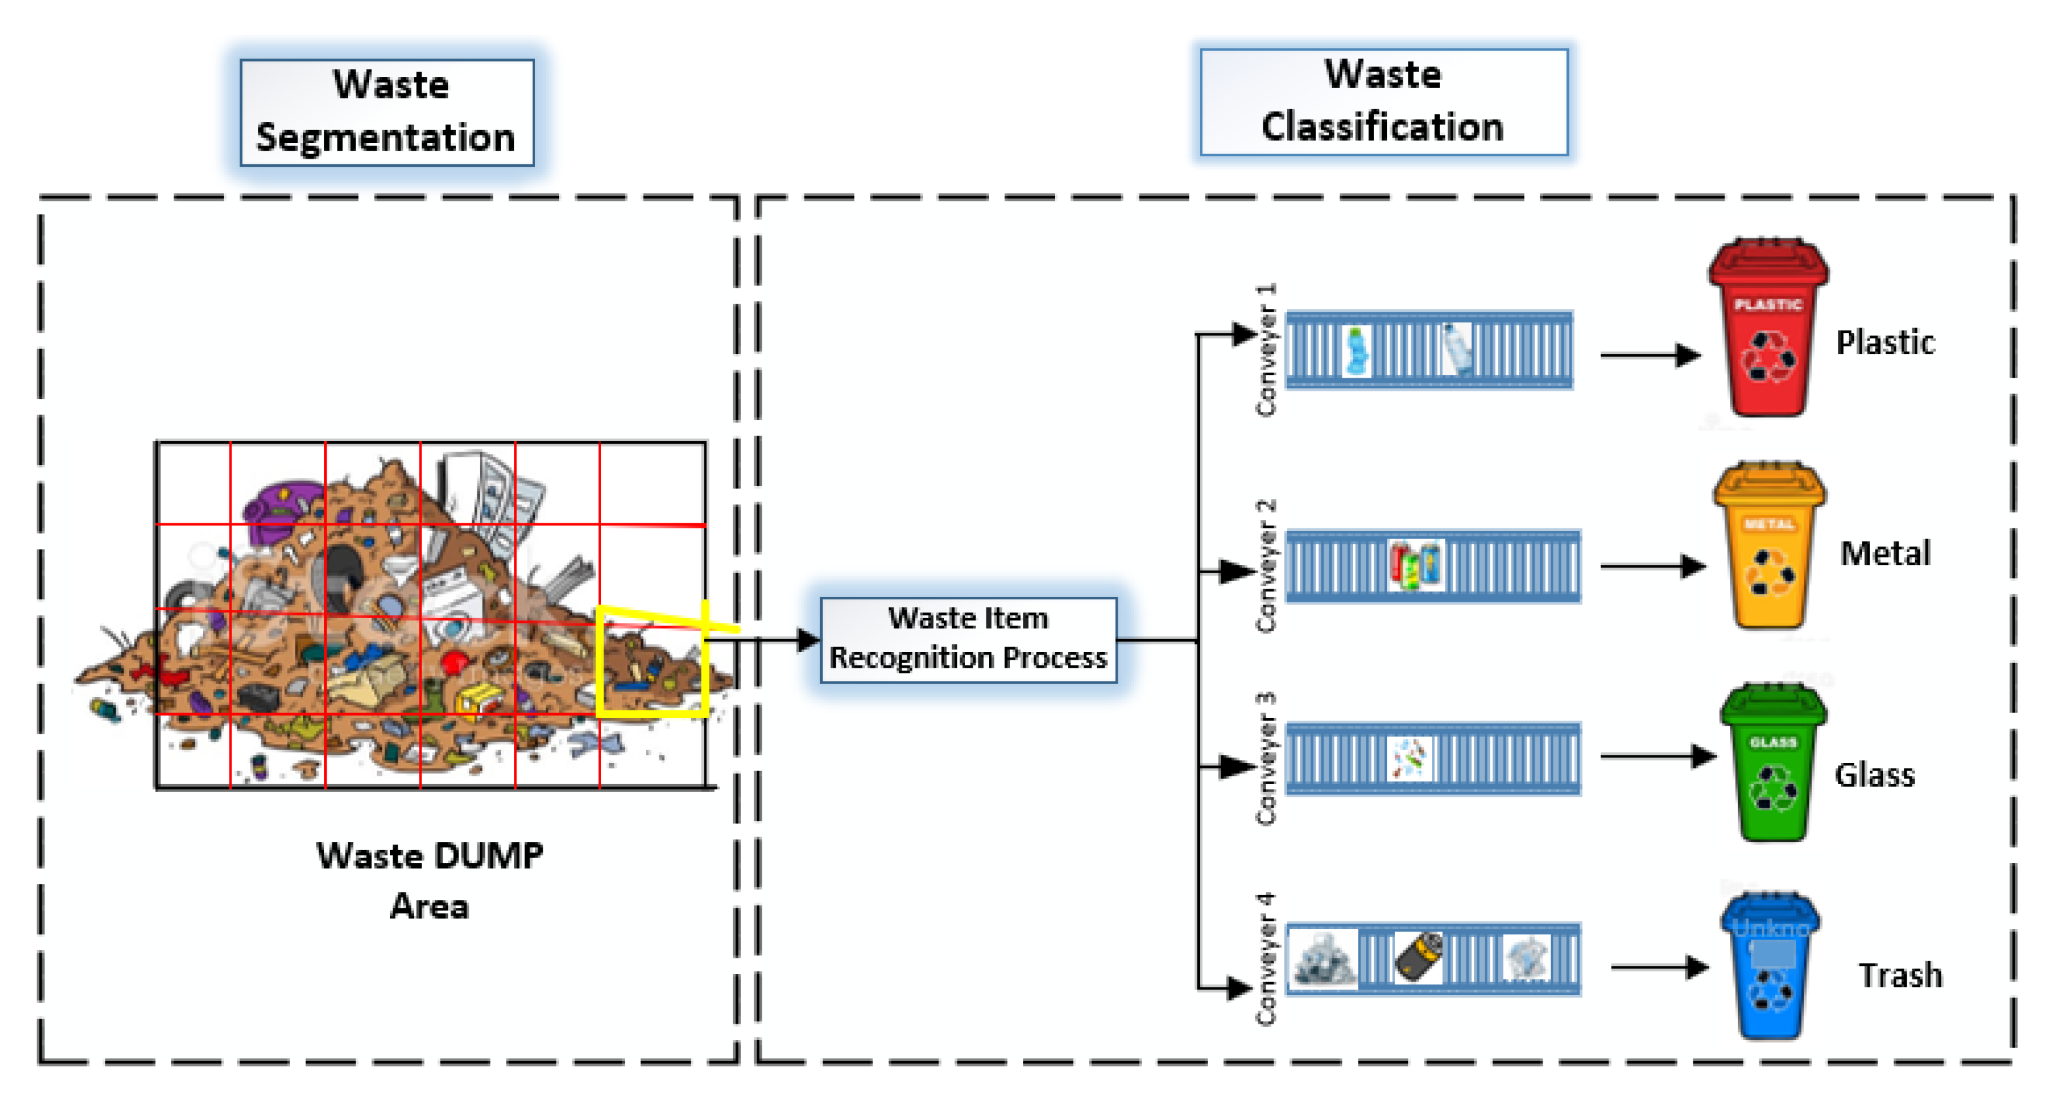 Waste
Segmentation
Waste
Classification
Waste DUMP
Area
Waste Item
Recognition Process
Conveyer 1
PLASTIC
Plastic
Conveyer 2
METAL
Metal
Conveyer 3
GLASS
Glass
Conveyer 4
Unkno
Trash